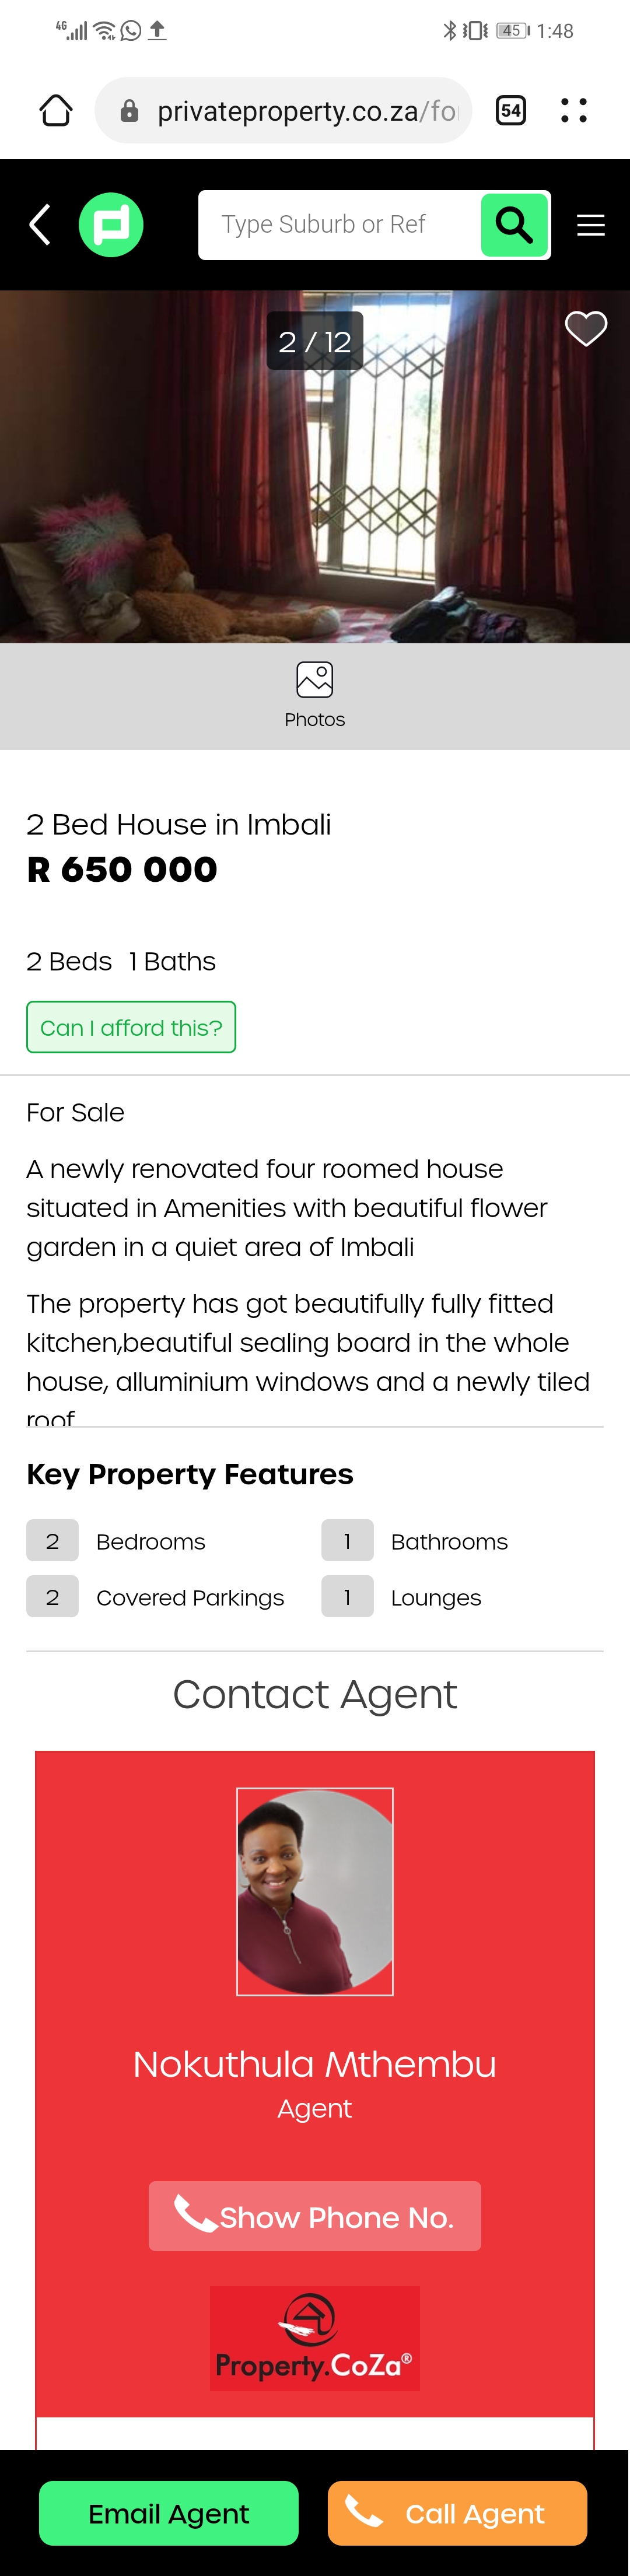 4G 45 1:48
privateproperty.co.za/fo 54
Type Suburb or Ref
2 / 12
Photos
2 Bed House in Imbali
R 650 000
2 Beds 1 Baths
Can I afford this?
For Sale
A newly renovated four roomed house
situated in Amenities with beautiful flower
garden in a quiet area of Imbali
The property has got beautifully fully fitted
kitchen,beautiful sealing board in the whole
house, alluminium windows and a newly tiled
roof
Key Property Features
2 Bedrooms 1 Bathrooms
2 Covered Parkings 1 Lounges
Contact Agent
Nokuthula Mthembu
Agent
Show Phone No.
Property.CoZa®
Email Agent Call Agent